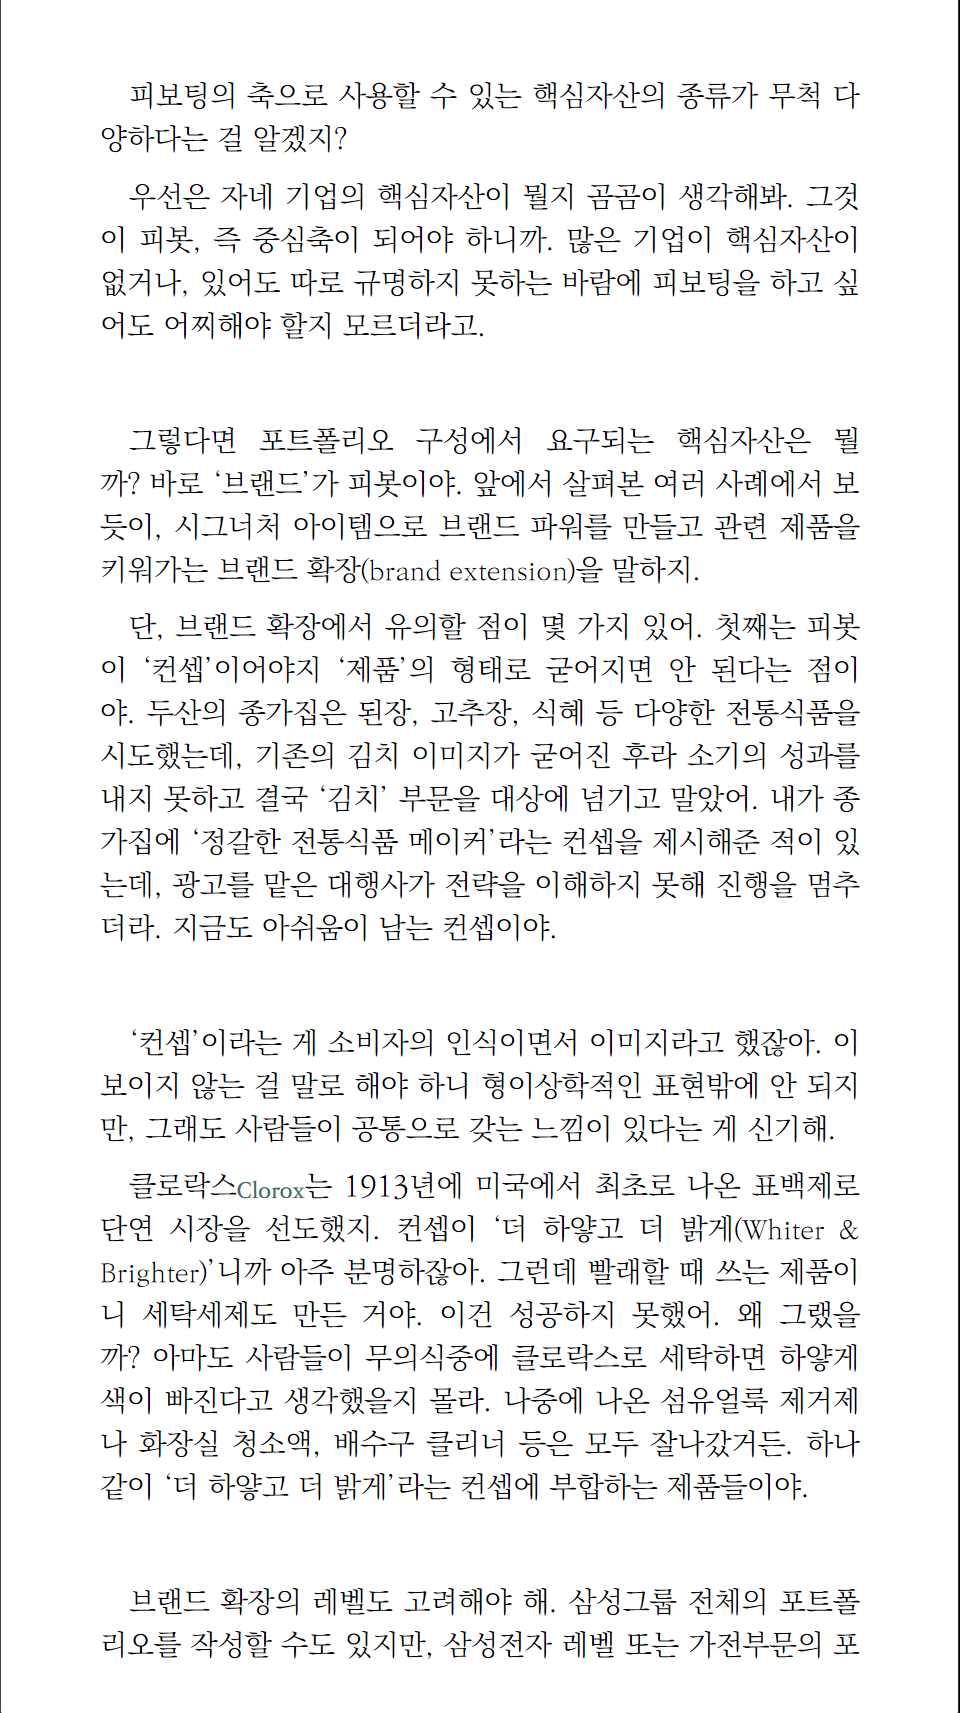 피보팅의 축으로 사용할 수 있는 핵심자산의 종류가 무척 다
양하다는 걸 알겠지?
우선은 자네 기업의 핵심자산이 뭘지 곰곰이 생각해봐. 그것
이 피봇, 즉 중심축이 되어야 하니까. 많은 기업이 핵심자산이
없거나, 있어도 따로 규명하지 못하는 바람에 피보팅을 하고 싶
어도 어찌해야 할지 모르더라고.
그렇다면 포트폴리오 구성에서 요구되는 핵심자산은 뭘
까? 바로 ‘브랜드’가 피봇이야. 앞에서 살펴본 여러 사례에서 보
듯이, 시그너처 아이템으로 브랜드 파워를 만들고 관련 제품을
키워가는 브랜드 확장(brand extension)을 말하지.
단, 브랜드 확장에서 유의할 점이 몇 가지 있어. 첫째는 피봇
이 ‘컨셉’이어야지 ‘제품’의 형태로 굳어지면 안 된다는 점이
야. 두산의 종가집은 된장, 고추장, 식혜 등 다양한 전통식품을
시도했는데, 기존의 김치 이미지가 굳어진 후라 소기의 성과를
내지 못하고 결국 ‘김치’ 부문을 대상에 넘기고 말았어. 내가 종
가집에 ‘정갈한 전통식품 메이커’라는 컨셉을 제시해준 적이 있
는데, 광고를 맡은 대행사가 전략을 이해하지 못해 진행을 멈추
더라. 지금도 아쉬움이 남는 컨셉이야.
‘컨셉’이라는 게 소비자의 인식이면서 이미지라고 했잖아. 이
보이지 않는 걸 말로 해야 하니 형이상학적인 표현밖에 안 되지
만, 그래도 사람들이 공통으로 갖는 느낌이 있다는 게 신기해.
클로락스Clorox는 1913년에 미국에서 최초로 나온 표백제로
단연 시장을 선도했지. 컨셉이 ‘더 하얗고 더 밝게(Whiter &
Brighter)’니까 아주 분명하잖아. 그런데 빨래할 때 쓰는 제품이
니 세탁세제도 만든 거야. 이건 성공하지 못했어. 왜 그랬을
까? 아마도 사람들이 무의식중에 클로락스로 세탁하면 하얗게
색이 빠진다고 생각했을지 몰라. 나중에 나온 섬유얼룩 제거제
나 화장실 청소액, 배수구 클리너 등은 모두 잘나갔거든. 하나
같이 ‘더 하얗고 더 밝게’라는 컨셉에 부합하는 제품들이야.
브랜드 확장의 레벨도 고려해야 해. 삼성그룹 전체의 포트폴
리오를 작성할 수도 있지만, 삼성전자 레벨 또는 가전부문의 포